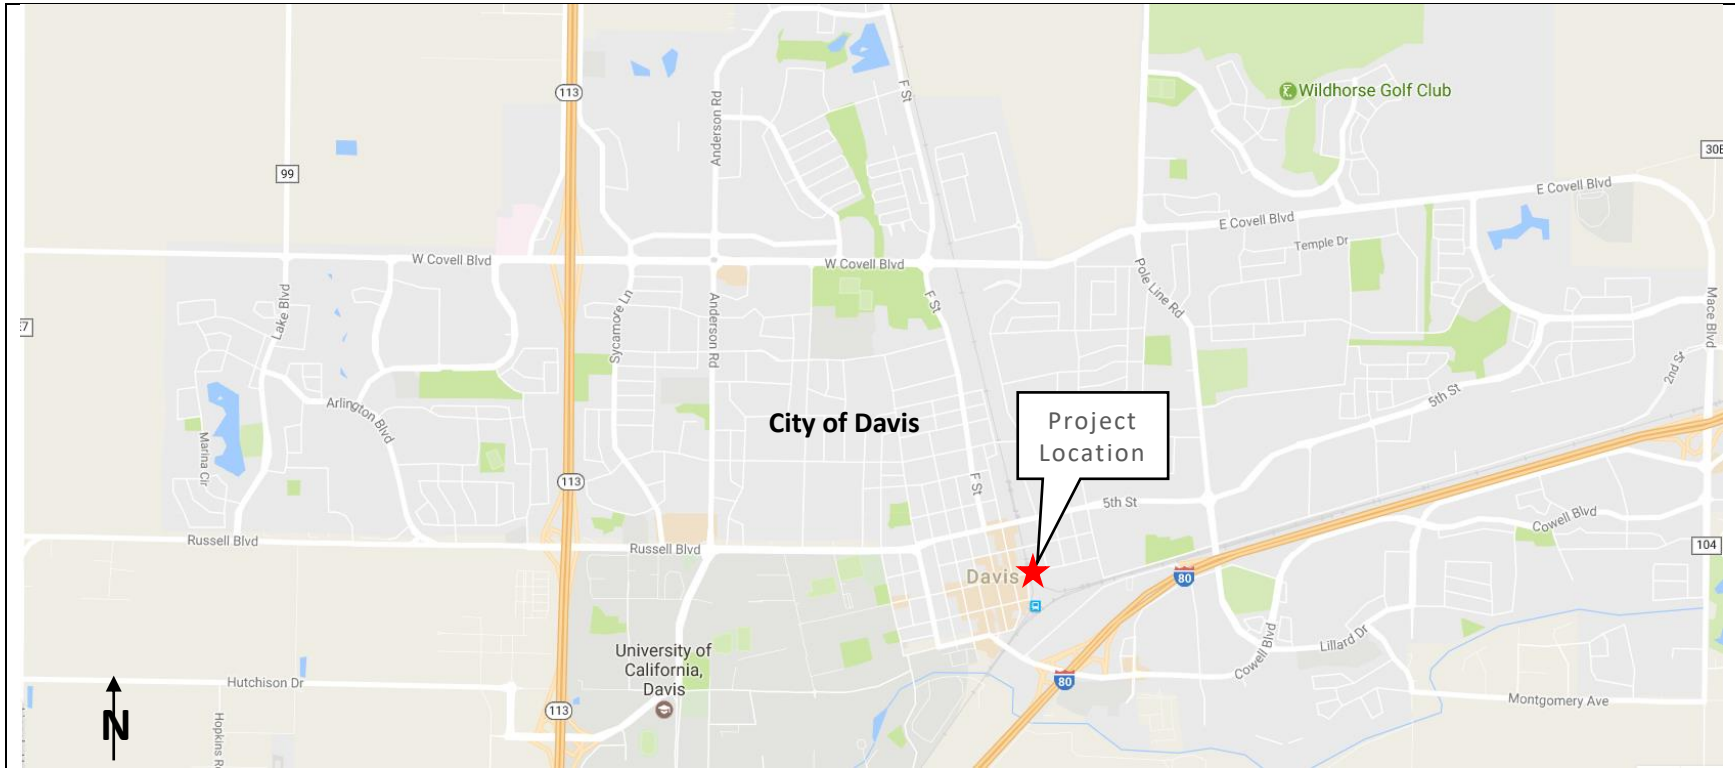 113
Anderson Rd
F St
Wildhorse Golf Club
99
30B
E Covell Blvd
E Covell Blvd
Temple Dr
W Covell Blvd
W Covell Blvd
Pole Line Rd
Lake Blvd
Sycamore Ln
Anderson Rd
F St
Mace Blvd
2nd St
Arlington Blvd
Marina Cir
City of Davis
Project
Location
5th St
113
F St
5th St
Cowell Blvd
Russell Blvd
Russell Blvd
104
Davis
80
University of
California,
Davis
Cowell Blvd
Lillard Dr
80
Hutchison Dr
Montgomery Ave
113
N